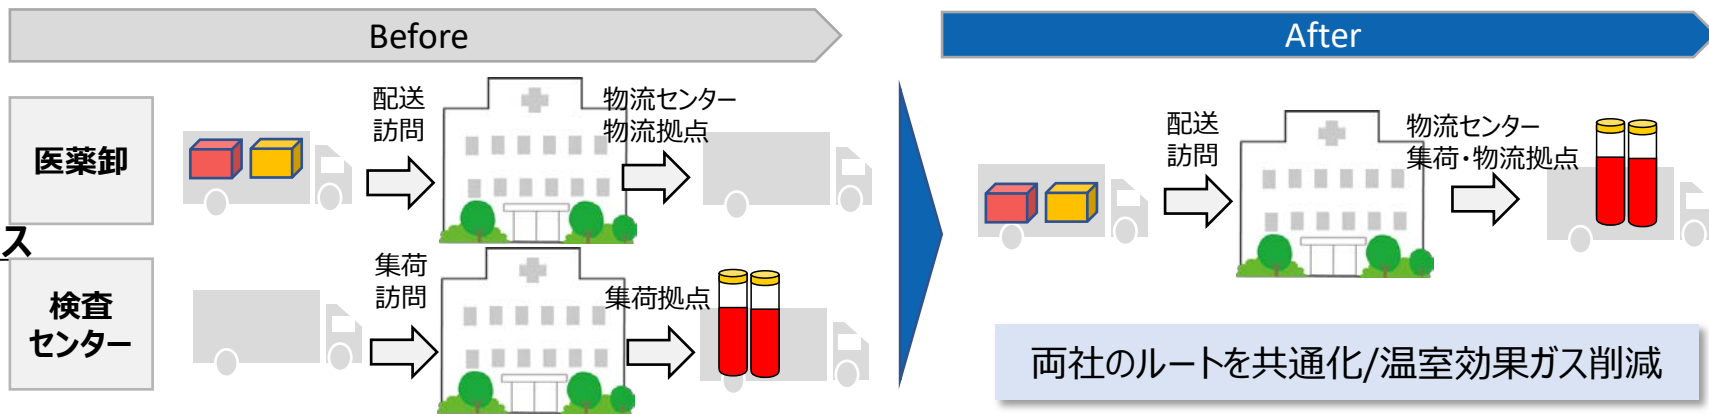 Before
医薬卸
配送
訪問
物流センター
物流拠点
ス
検査
センター
集荷
訪問
集荷拠点
After
配送
訪問
物流センター
集荷・物流拠点
両社のルートを共通化/温室効果ガス削減